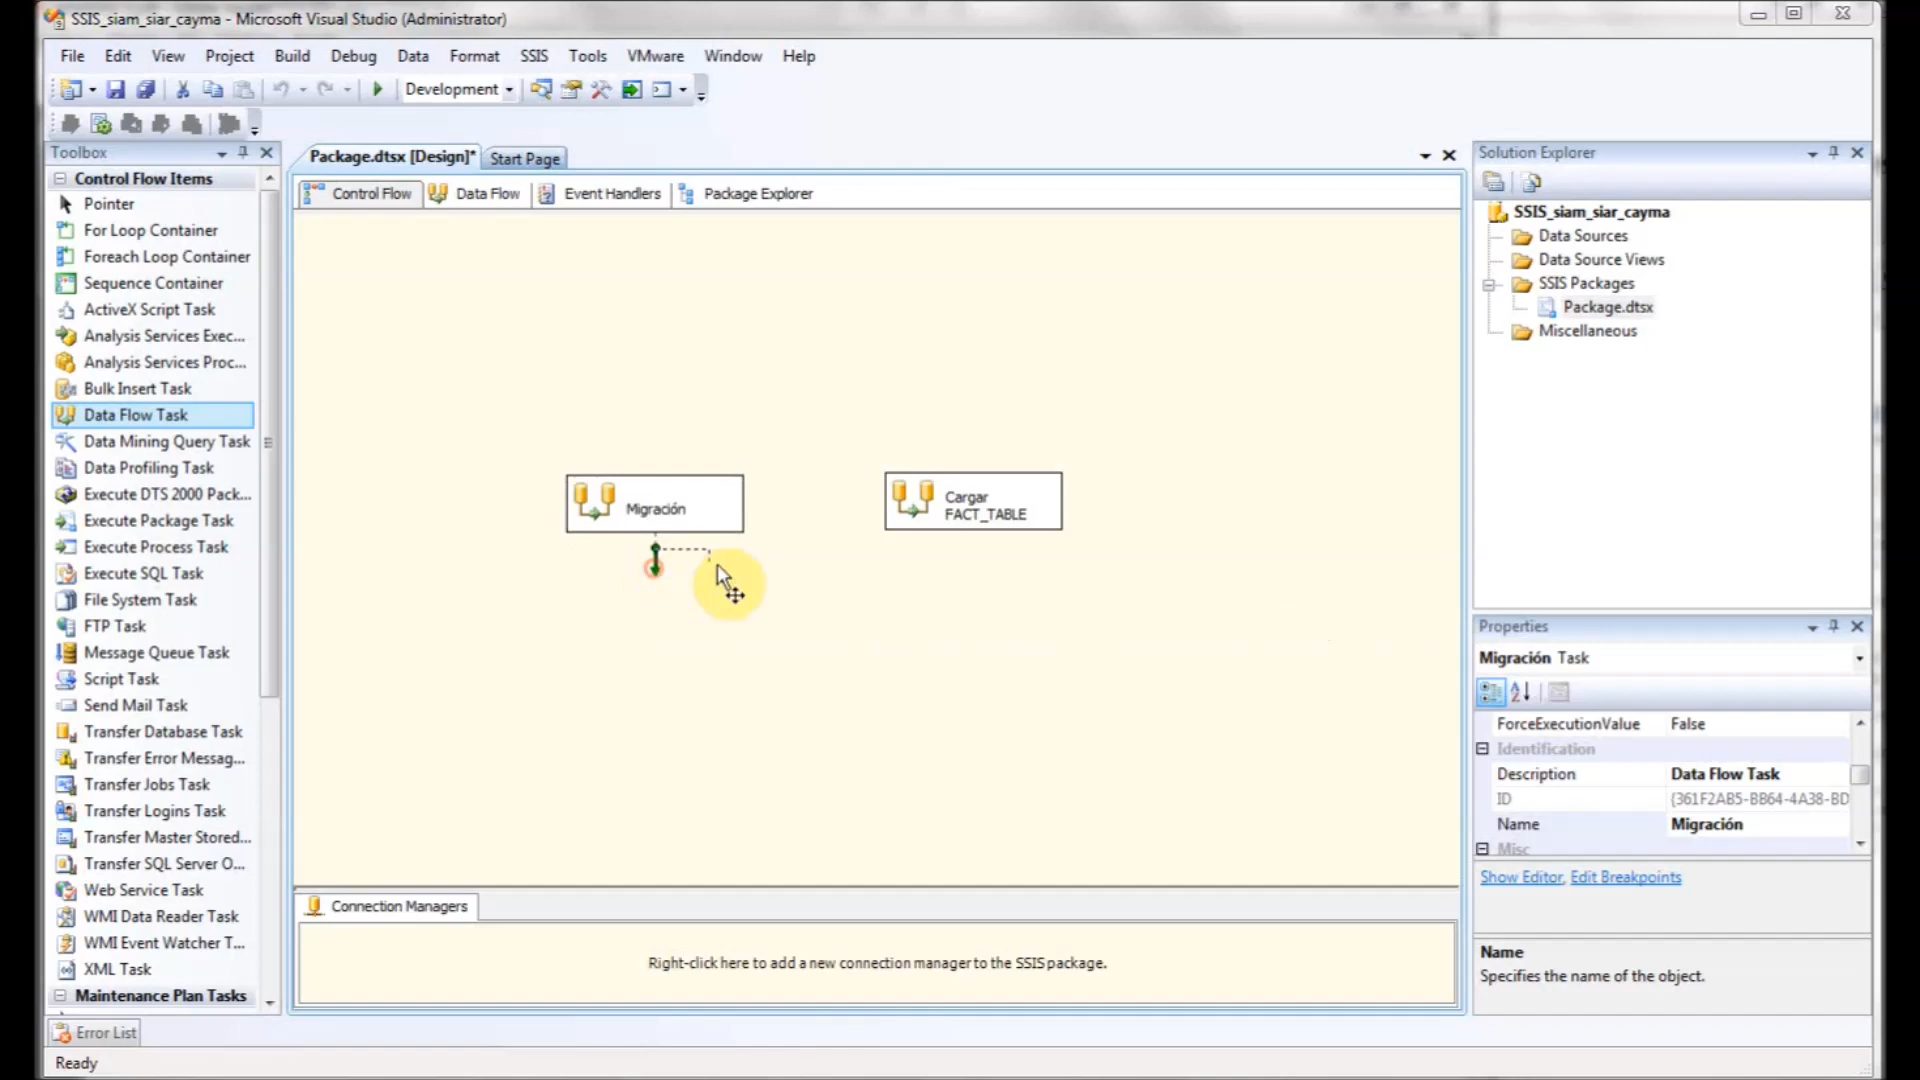 SSIS_siam_siar_cayma - Microsoft Visual Studio (Administrator)
File Edit View Project Build Debug Data Format SSIS Tools VMware Window Help
Development
Toolbox
Control Flow Items
Pointer
For Loop Container
Foreach Loop Container
Sequence Container
ActiveX Script Task
Analysis Services Exec...
Analysis Services Proc...
Bulk Insert Task
Data Flow Task
Data Mining Query Task
Data Profiling Task
Execute DTS 2000 Pack...
Execute Package Task
Execute Process Task
Execute SQL Task
File System Task
FTP Task
Message Queue Task
Script Task
Send Mail Task
Transfer Database Task
Transfer Error Messag...
Transfer Jobs Task
Transfer Logins Task
Transfer Master Stored...
Transfer SQL Server O...
Web Service Task
WMI Data Reader Task
WMI Event Watcher T...
XML Task
Maintenance Plan Tasks
Package.dtsx [Design]* Start Page
Control Flow Data Flow Event Handlers Package Explorer
Migración
Cargar
FACT_TABLE
Connection Managers
Right-click here to add a new connection manager to the SSIS package.
Solution Explorer
SSIS_siam_siar_cayma
Data Sources
Data Source Views
SSIS Packages
Package.dtsx
Miscellaneous
Properties
Migración Task
ForceExecutionValue False
Identification
Description Data Flow Task
ID {361F2AB5-BB64-4A38-BD
Name Migración
Misc
Show Editor, Edit Breakpoints
Name
Specifies the name of the object.
Error List
Ready